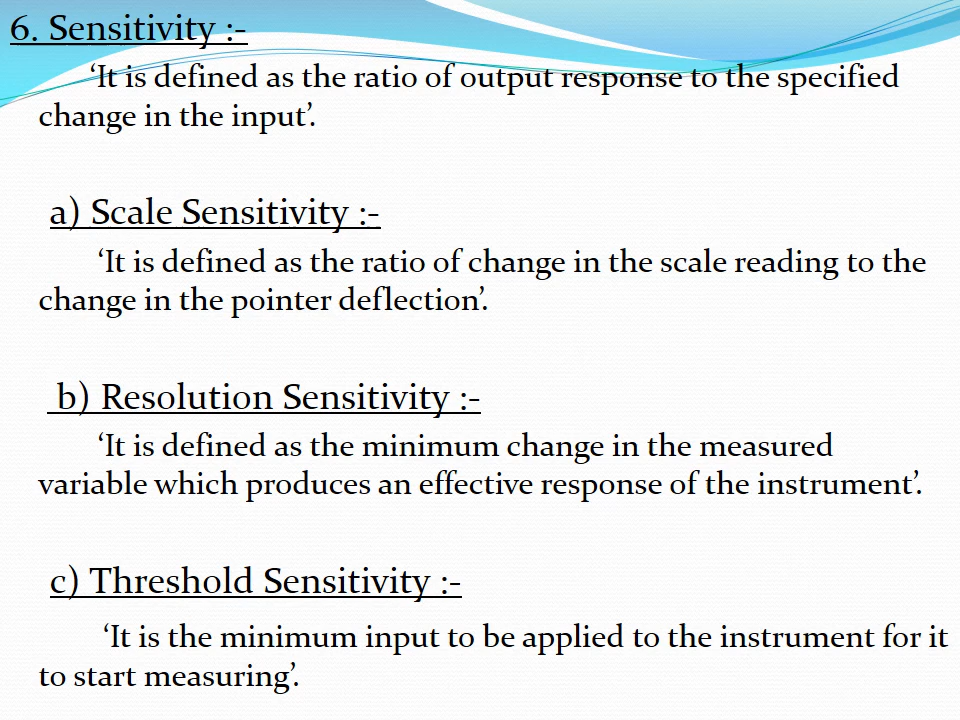 6. Sensitivity :-
‘It is defined as the ratio of output response to the specified
change in the input’.
a) Scale Sensitivity :-
‘It is defined as the ratio of change in the scale reading to the
change in the pointer deflection’.
b) Resolution Sensitivity :-
‘It is defined as the minimum change in the measured
variable which produces an effective response of the instrument’.
c) Threshold Sensitivity :-
‘It is the minimum input to be applied to the instrument for it
to start measuring’.